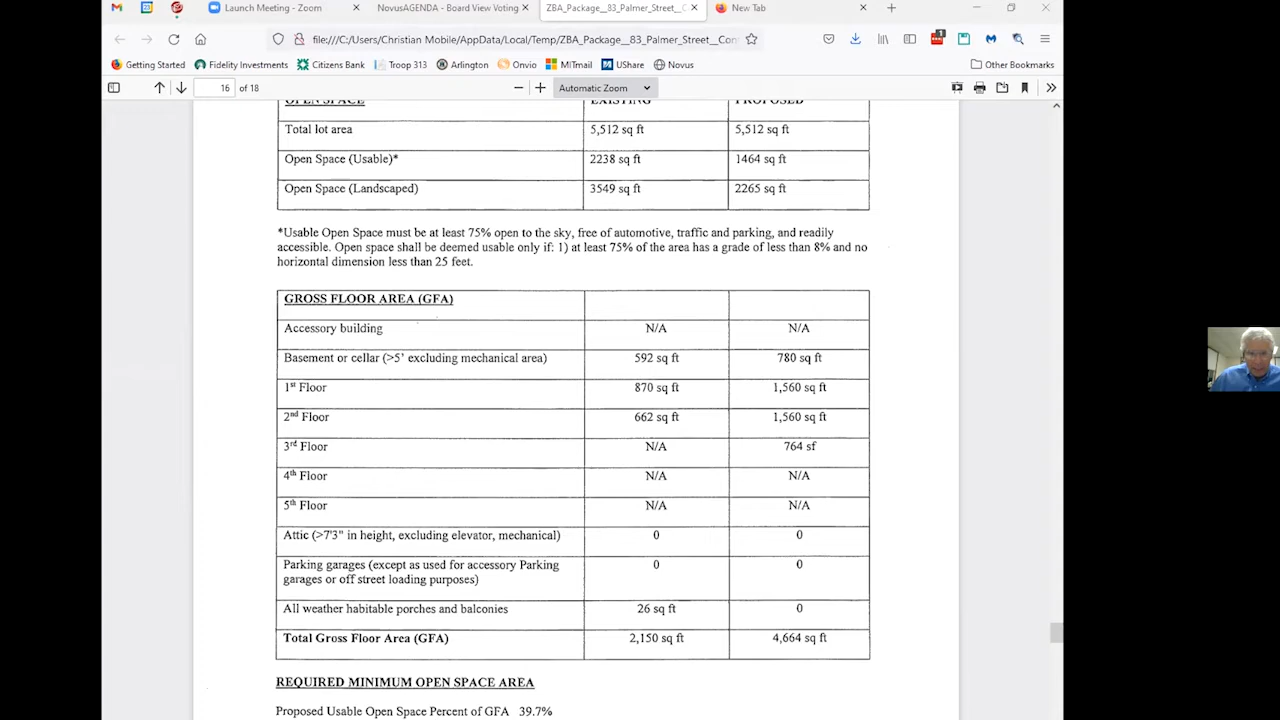 Launch Meeting - Zoom
NovusAGENDA - Board View Voting
ZBA_Package__83_Palmer_Street__C
New Tab
file:///C:/Users/Christian Mobile/AppData/Local/Temp/ZBA_Package__83_Palmer_Street__Com
Getting Started Fidelity Investments Citizens Bank Troop 313 Arlington Onvio MITmail UShare Novus Other Bookmarks
16 of 18 Automatic Zoom
OPEN SPACE EXISTING PROPOSED
Total lot area 5,512 sq ft 5,512 sq ft
Open Space (Usable)* 2238 sq ft 1464 sq ft
Open Space (Landscaped) 3549 sq ft 2265 sq ft
*Usable Open Space must be at least 75% open to the sky, free of automotive, traffic and parking, and readily
accessible. Open space shall be deemed usable only if: 1) at least 75% of the area has a grade of less than 8% and no
horizontal dimension less than 25 feet.
GROSS FLOOR AREA (GFA)
Accessory building N/A N/A
Basement or cellar (>5' excluding mechanical area) 592 sq ft 780 sq ft
1st Floor 870 sq ft 1,560 sq ft
2nd Floor 662 sq ft 1,560 sq ft
3rd Floor N/A 764 sf
4th Floor N/A N/A
5th Floor N/A N/A
Attic (>7'3" in height, excluding elevator, mechanical) 0 0
Parking garages (except as used for accessory Parking
garages or off street loading purposes) 0 0
All weather habitable porches and balconies 26 sq ft 0
Total Gross Floor Area (GFA) 2,150 sq ft 4,664 sq ft
REQUIRED MINIMUM OPEN SPACE AREA
Proposed Usable Open Space Percent of GFA 39.7%